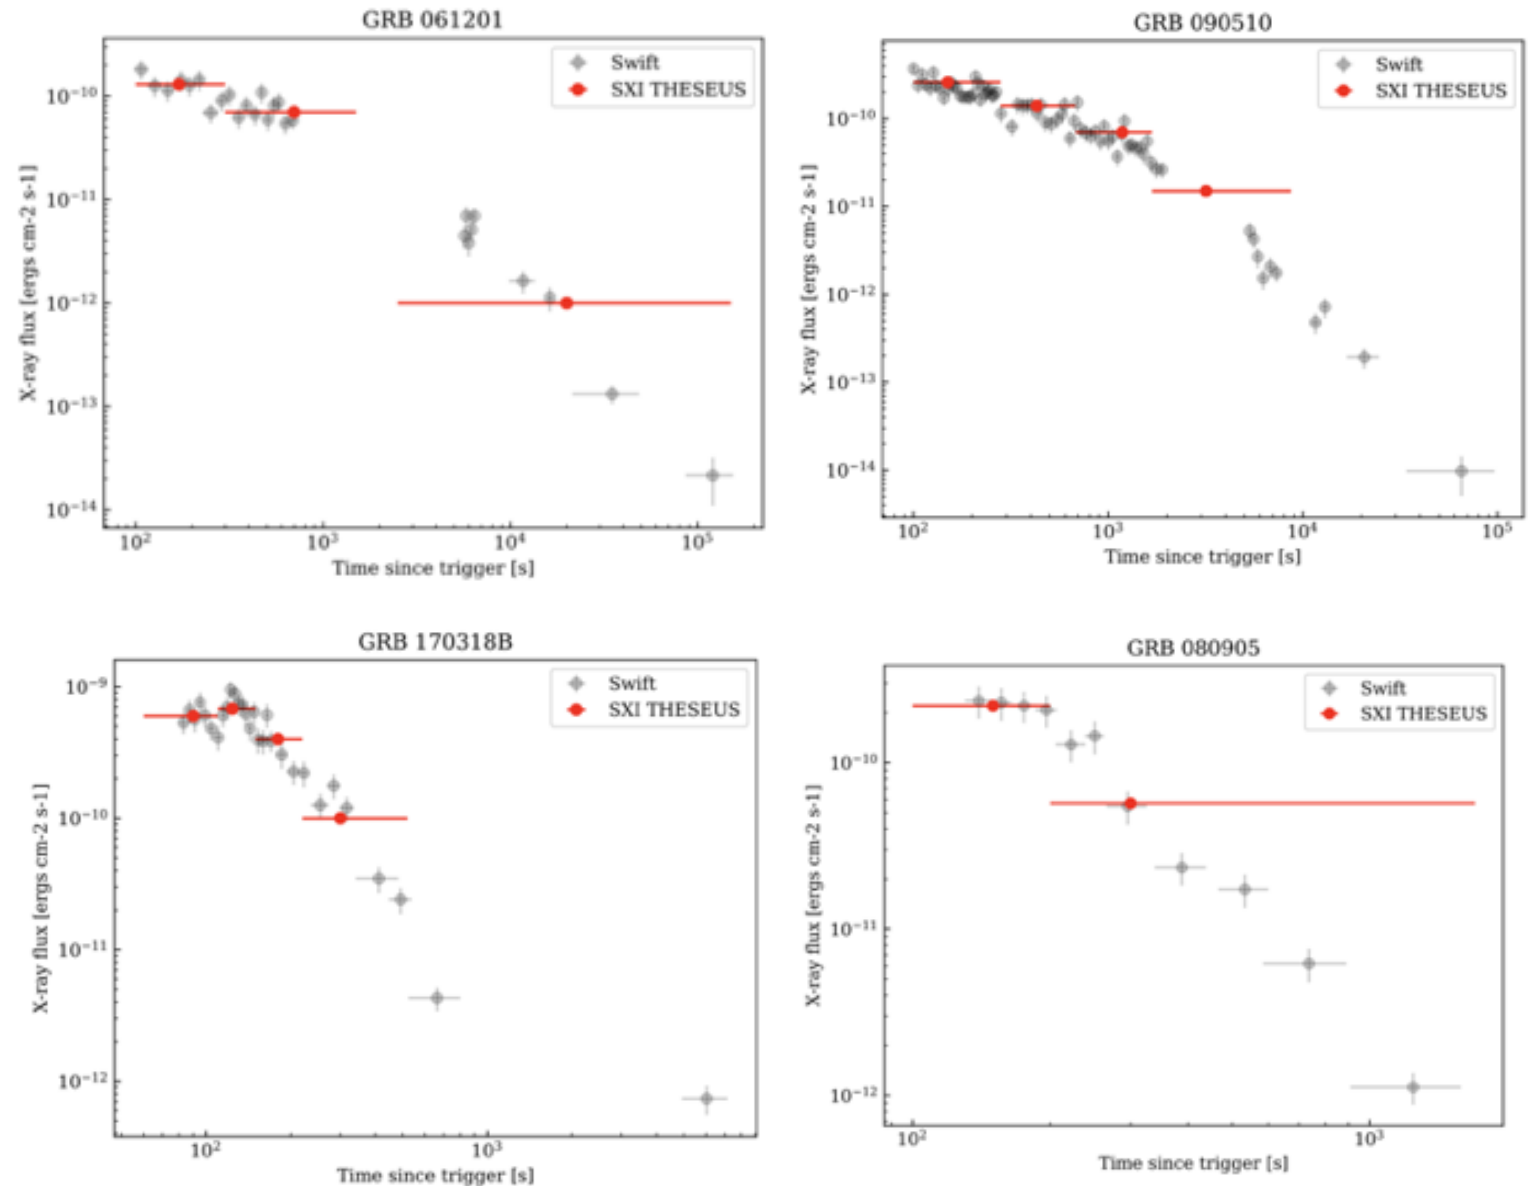 GRB 061201
Swift
SXI THESEUS
X-ray flux [ergs cm-2 s-1]
10⁻¹⁰
10⁻¹¹
10⁻¹²
10⁻¹³
10⁻¹⁴
10² 10³ 10⁴ 10⁵
Time since trigger [s]
GRB 090510
Swift
SXI THESEUS
X-ray flux [ergs cm-2 s-1]
10⁻¹⁰
10⁻¹¹
10⁻¹²
10⁻¹³
10⁻¹⁴
10² 10³ 10⁴ 10⁵
Time since trigger [s]
GRB 170318B
Swift
SXI THESEUS
X-ray flux [ergs cm-2 s-1]
10⁻⁹
10⁻¹⁰
10⁻¹¹
10⁻¹²
10² 10³
Time since trigger [s]
GRB 080905
Swift
SXI THESEUS
X-ray flux [ergs cm-2 s-1]
10⁻¹⁰
10⁻¹¹
10⁻¹²
10² 10³
Time since trigger [s]